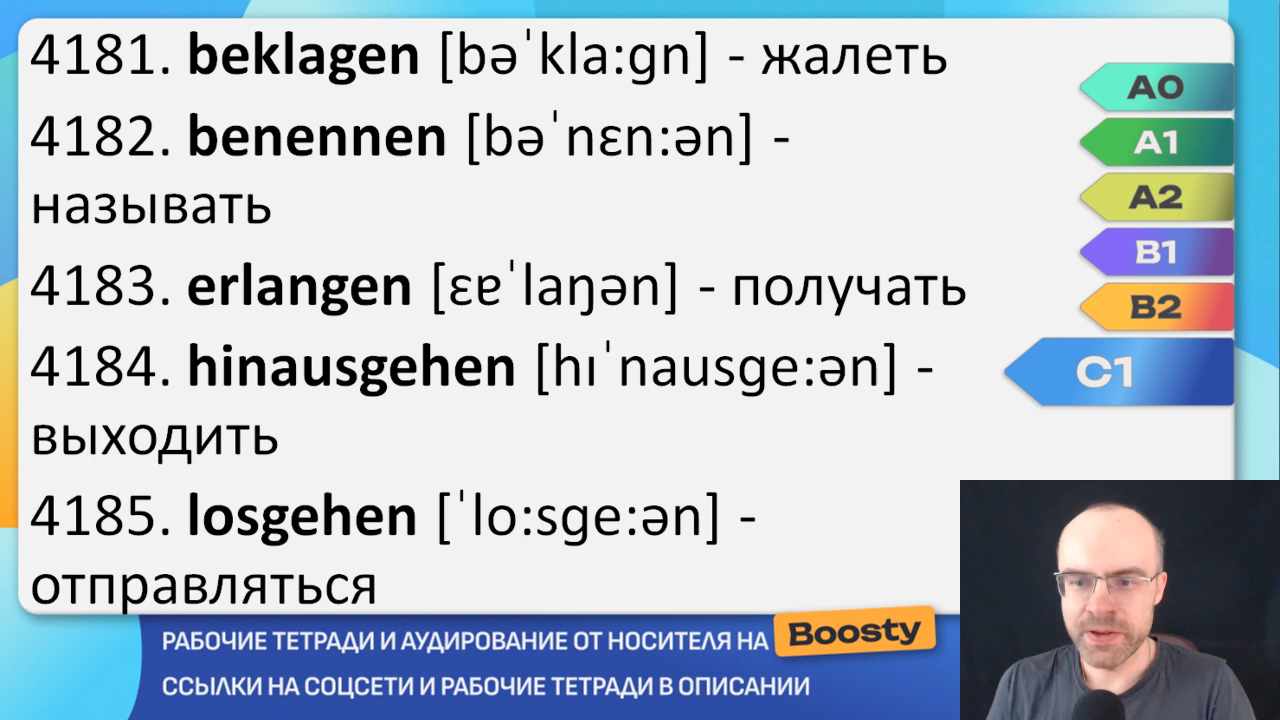 4181. beklagen [bəˈkla:gn] - жалеть
4182. benennen [bəˈnɛn:ən] -
называть
4183. erlangen [ɛɐˈlaŋən] - получать
4184. hinausgehen [hɪˈnausge:ən] -
выходить
4185. losgehen [ˈlo:sge:ən] -
отправляться
A0
A1
A2
B1
B2
C1
РАБОЧИЕ ТЕТРАДИ И АУДИРОВАНИЕ ОТ НОСИТЕЛЯ НА Boosty
ССЫЛКИ НА СОЦСЕТИ И РАБОЧИЕ ТЕТРАДИ В ОПИСАНИИ